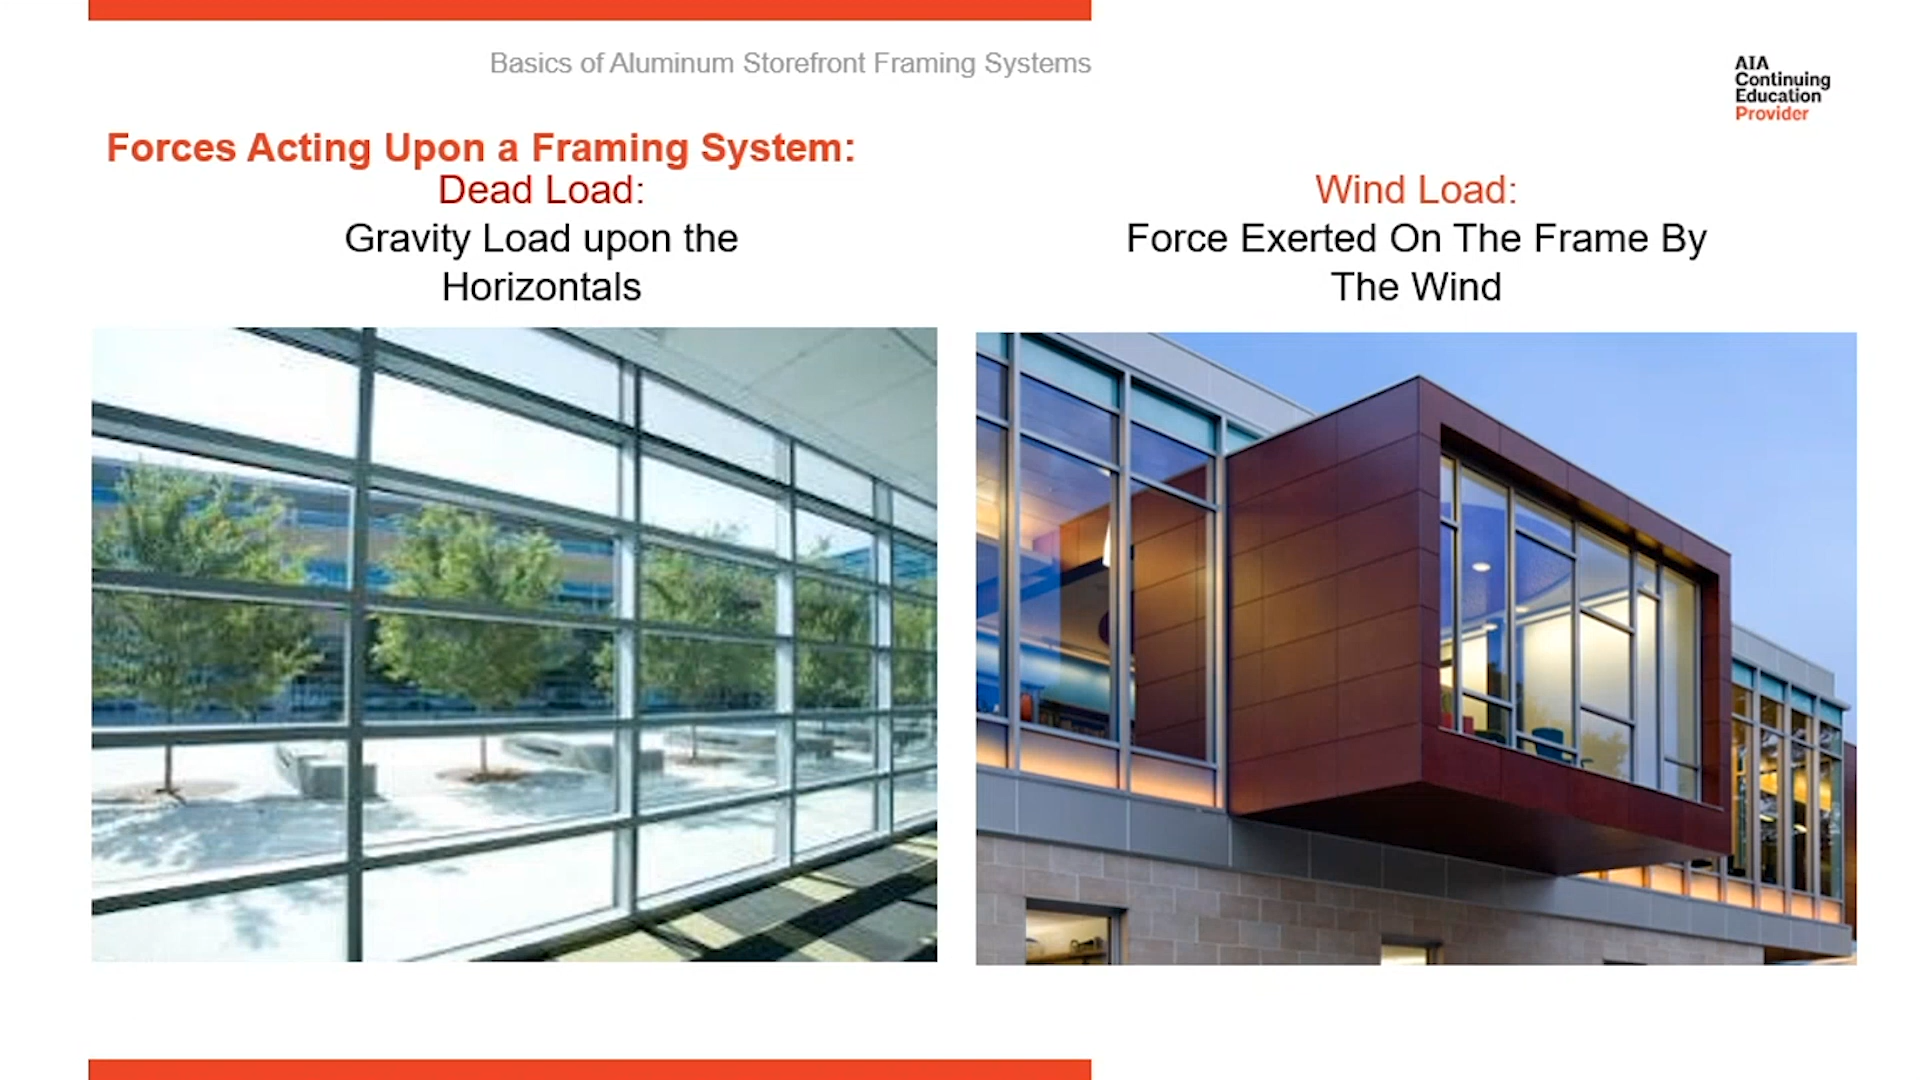 Basics of Aluminum Storefront Framing Systems
AIA
Continuing
Education
Provider
Forces Acting Upon a Framing System:
Dead Load:
Gravity Load upon the
Horizontals
Wind Load:
Force Exerted On The Frame By
The Wind